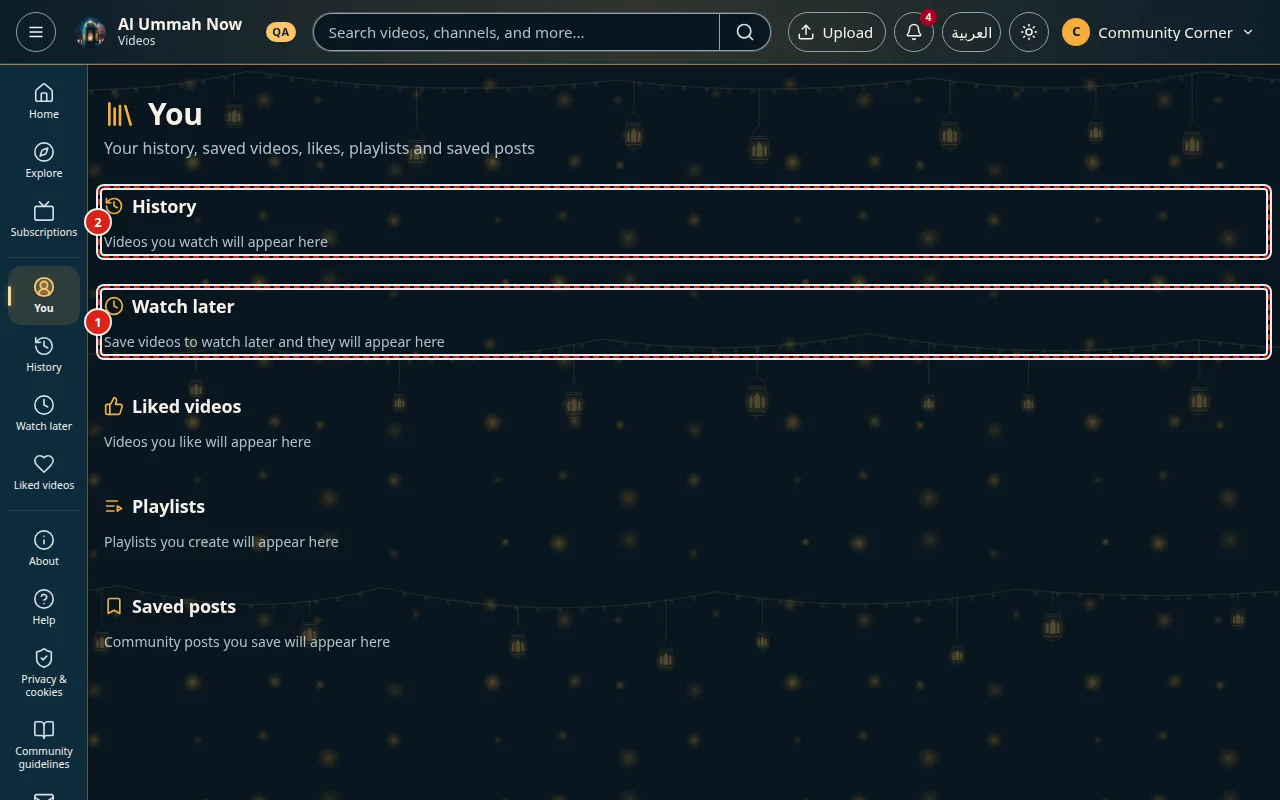 Al Ummah Now
Videos
QA
Search videos, channels, and more...
Upload
4
العربية
C
Community Corner
Home
Explore
Subscriptions
You
History
Watch later
Liked videos
About
Help
Privacy &
cookies
Community
guidelines
You
Your history, saved videos, likes, playlists and saved posts
2
History
Videos you watch will appear here
1
Watch later
Save videos to watch later and they will appear here
Liked videos
Videos you like will appear here
Playlists
Playlists you create will appear here
Saved posts
Community posts you save will appear here